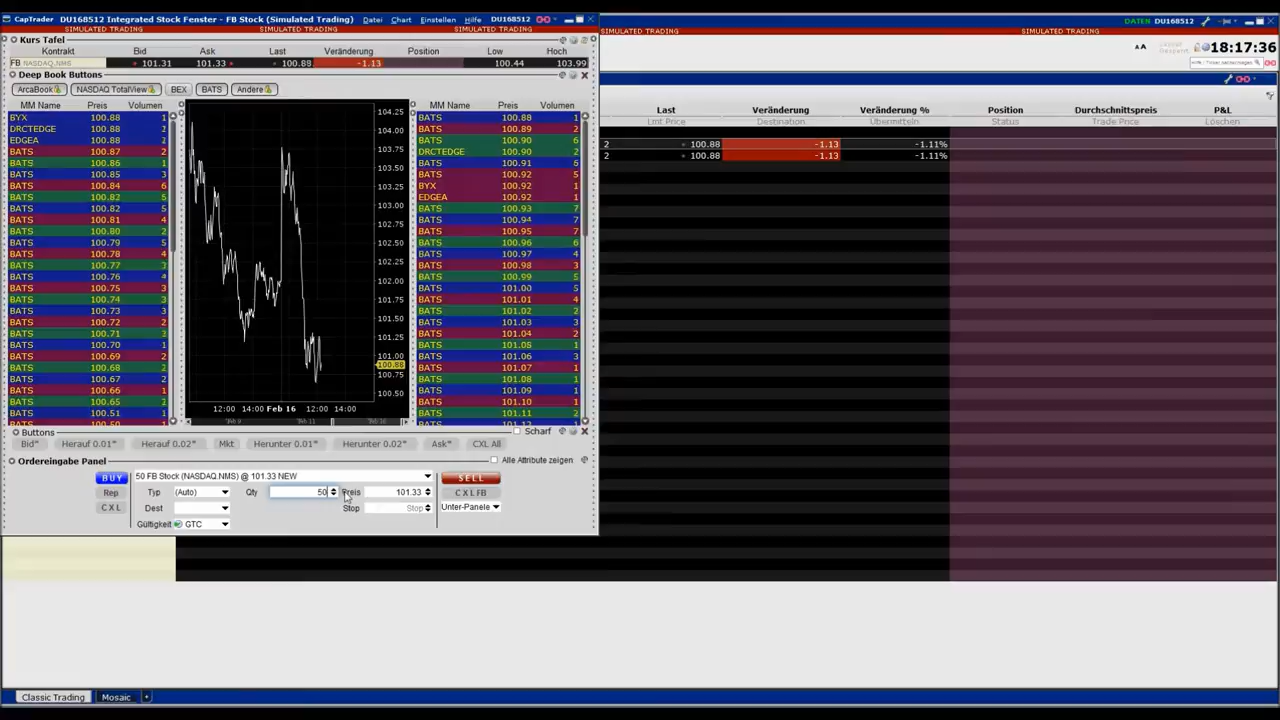 CapTrader DU168512 Integrated Stock Fenster - FB Stock (Simulated Trading) Datei Chart Einstellen Hilfe DU168512
DATEN DU168512
SIMULATED TRADING SIMULATED TRADING SIMULATED TRADING SIMULATED TRADING SIMULATED TRADING
Kurs Tafel
18:17:36
Kontrakt Bid Ask Last Veränderung Position Low Hoch
FB NASDAQ.NMS 101.31 101.33 100.88 -1.13 100.44 103.99
Deep Book Buttons
ArcaBook NASDAQ TotalView BEX BATS Andere
MM Name Preis Volumen
BYX 100.88 1
DRCTEDGE 100.88 2
EDGEA 100.88 2
BATS 100.87 1
BATS 100.86 1
BATS 100.85 3
BATS 100.84 6
BATS 100.82 5
BATS 100.82 5
BATS 100.81 4
BATS 100.80 2
BATS 100.79 5
BATS 100.78 4
BATS 100.77 3
BATS 100.76 4
BATS 100.75 3
BATS 100.74 3
BATS 100.73 3
BATS 100.72 2
BATS 100.71 3
BATS 100.70 1
BATS 100.69 2
BATS 100.68 2
BATS 100.67 2
BATS 100.66 1
BATS 100.65 2
BATS 100.51 1
104.25
104.00
103.75
103.50
103.25
103.00
102.75
102.50
102.25
102.00
101.75
101.50
101.25
101.00
100.88
100.75
100.50
12:00 14:00 Feb 16 12:00 14:00
MM Name Preis Volumen
BATS 100.88 1
BATS 100.89 2
BATS 100.90 6
DRCTEDGE 100.90 2
BATS 100.91 6
BATS 100.92 5
BYX 100.92 1
EDGEA 100.92 1
BATS 100.93 7
BATS 100.94 7
BATS 100.95 7
BATS 100.96 6
BATS 100.97 4
BATS 100.98 3
BATS 100.99 5
BATS 101.00 5
BATS 101.01 4
BATS 101.02 2
BATS 101.03 3
BATS 101.04 2
BATS 101.05 1
BATS 101.06 3
BATS 101.07 1
BATS 101.08 1
BATS 101.09 1
BATS 101.10 1
BATS 101.11 2
Last Veränderung Veränderung % Position Durchschnittspreis P&L
Lmt Price Destination Übermitteln Status Trade Price Löschen
2 100.88 -1.13 -1.11%
2 100.88 -1.13 -1.11%
Buttons Scharf
Bid* Herauf 0.01* Herauf 0.02* Mkt Herunter 0.01* Herunter 0.02* Ask* CXL All
Ordereingabe Panel Alle Attribute zeigen
BUY 50 FB Stock (NASDAQ.NMS) @ 101.33 NEW SELL
Rep Typ (Auto) Qty 50 Preis 101.33 CXL FB
CXL Dest Stop Stop Unter-Panele
Gültigkeit GTC
Classic Trading Mosaic +